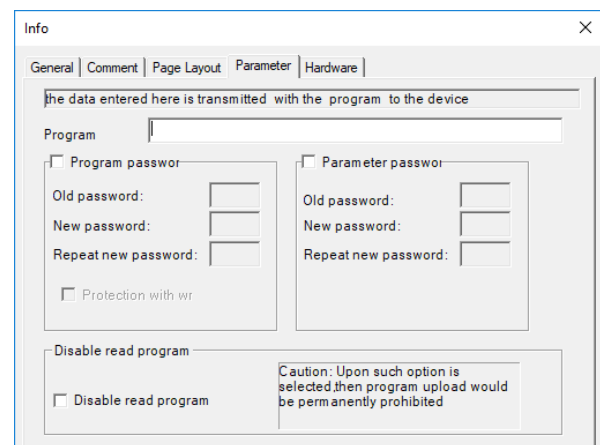 Info
General Comment Page Layout Parameter Hardware
the data entered here is transmitted with the program to the device
Program
Program passwor Parameter passwor
Old password: Old password:
New password: New password:
Repeat new password: Repeat new password:
Protection with wr
Disable read program
Caution: Upon such option is
selected,then program upload would
be permanently prohibited
Disable read program